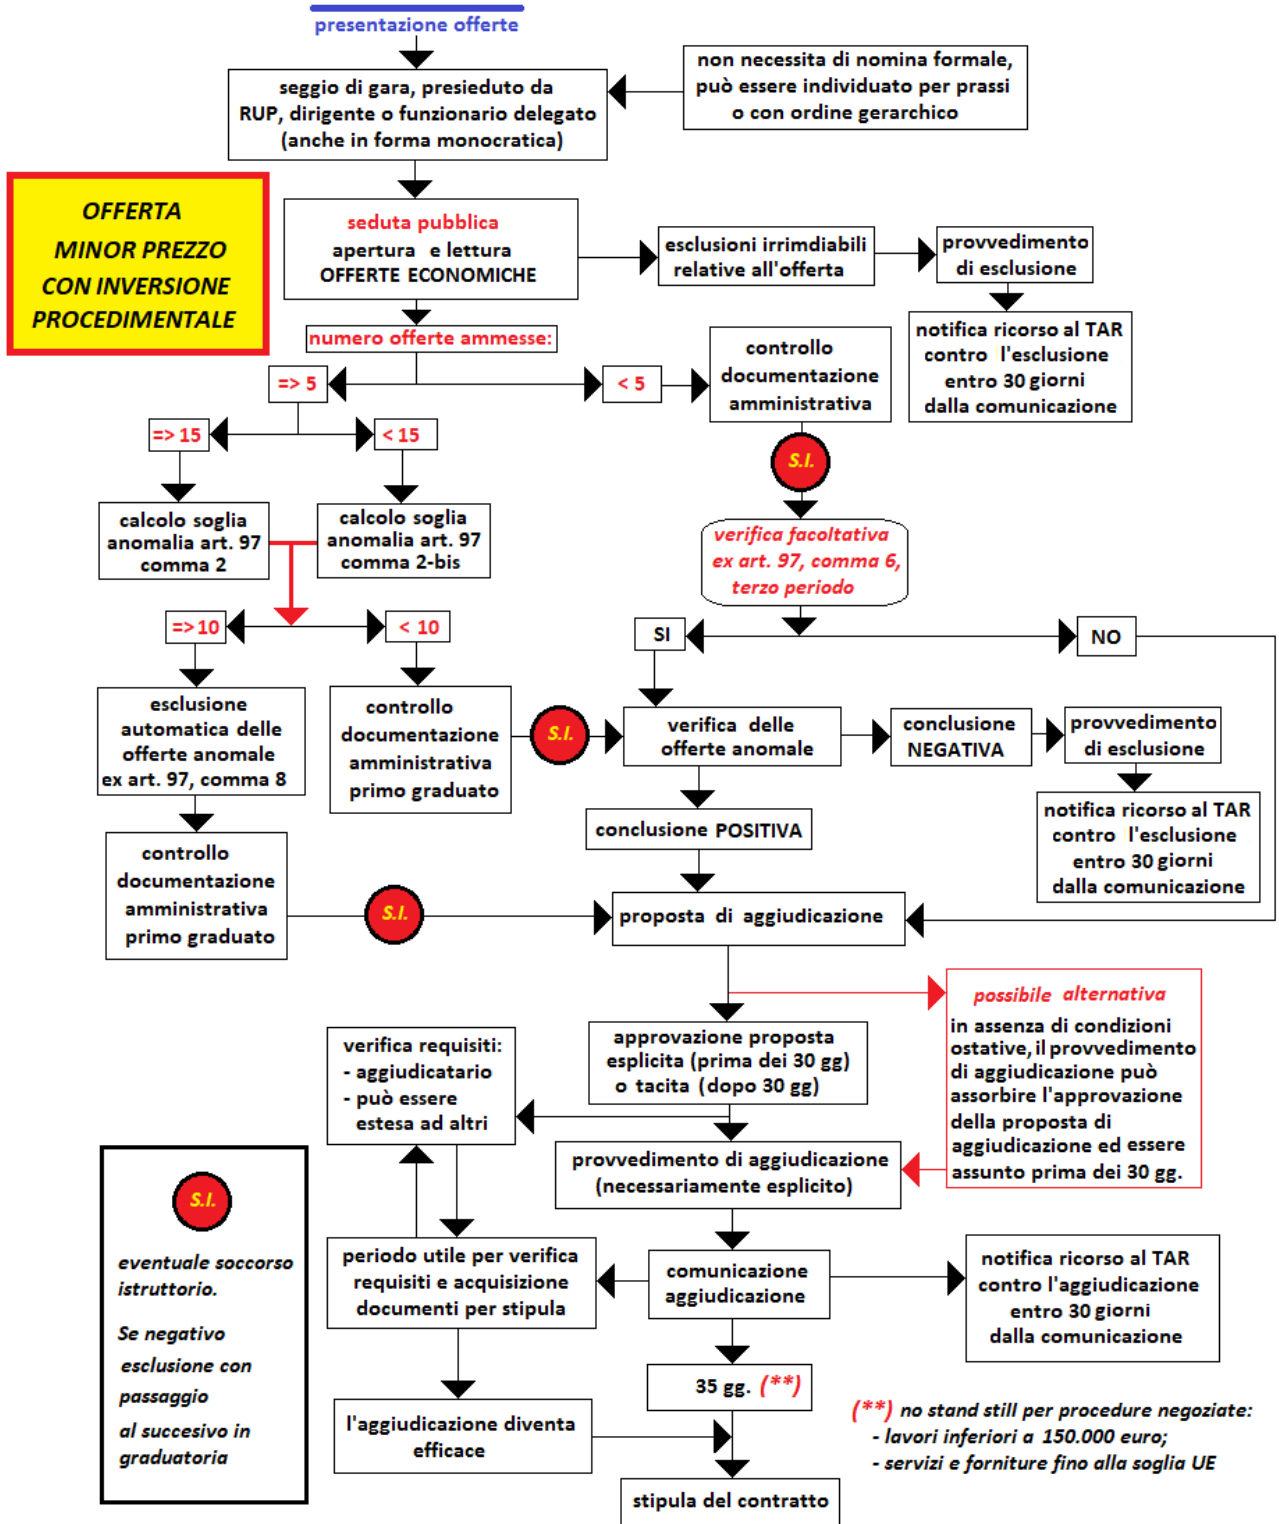 presentazione offerte
seggio di gara, presieduto da
RUP, dirigente o funzionario delegato
(anche in forma monocratica)
non necessita di nomina formale,
può essere individuato per prassi
o con ordine gerarchico
OFFERTA
MINOR PREZZO
CON INVERSIONE
PROCEDIMENTALE
seduta pubblica
apertura e lettura
OFFERTE ECONOMICHE
esclusioni irrimdiabili
relative all'offerta
provvedimento
di esclusione
notifica ricorso al TAR
contro l'esclusione
entro 30 giorni
dalla comunicazione
numero offerte ammesse:
=> 5
< 5
controllo
documentazione
amministrativa
=> 15
< 15
S.I.
calcolo soglia
anomalia art. 97
comma 2
calcolo soglia
anomalia art. 97
comma 2-bis
verifica facoltativa
ex art. 97, comma 6,
terzo periodo
=> 10
< 10
SI
NO
esclusione
automatica delle
offerte anomale
ex art. 97, comma 8
controllo
documentazione
amministrativa
primo graduato
S.I.
verifica delle
offerte anomale
conclusione
NEGATIVA
provvedimento
di esclusione
notifica ricorso al TAR
contro l'esclusione
entro 30 giorni
dalla comunicazione
conclusione POSITIVA
controllo
documentazione
amministrativa
primo graduato
S.I.
proposta di aggiudicazione
possibile alternativa
in assenza di condizioni
ostative, il provvedimento
di aggiudicazione può
assorbire l'approvazione
della proposta di
aggiudicazione ed essere
assunto prima dei 30 gg.
approvazione proposta
esplicita (prima dei 30 gg)
o tacita (dopo 30 gg)
verifica requisiti:
- aggiudicatario
- può essere
estesa ad altri
provvedimento di aggiudicazione
(necessariamente esplicito)
S.I.
eventuale soccorso
istruttorio.
Se negativo
esclusione con
passaggio
al successivo in
graduatoria
periodo utile per verifica
requisiti e acquisizione
documenti per stipula
comunicazione
aggiudicazione
notifica ricorso al TAR
contro l'aggiudicazione
entro 30 giorni
dalla comunicazione
35 gg. (**)
l'aggiudicazione diventa
efficace
(**) no stand still per procedure negoziate:
- lavori inferiori a 150.000 euro;
- servizi e forniture fino alla soglia UE
stipula del contratto